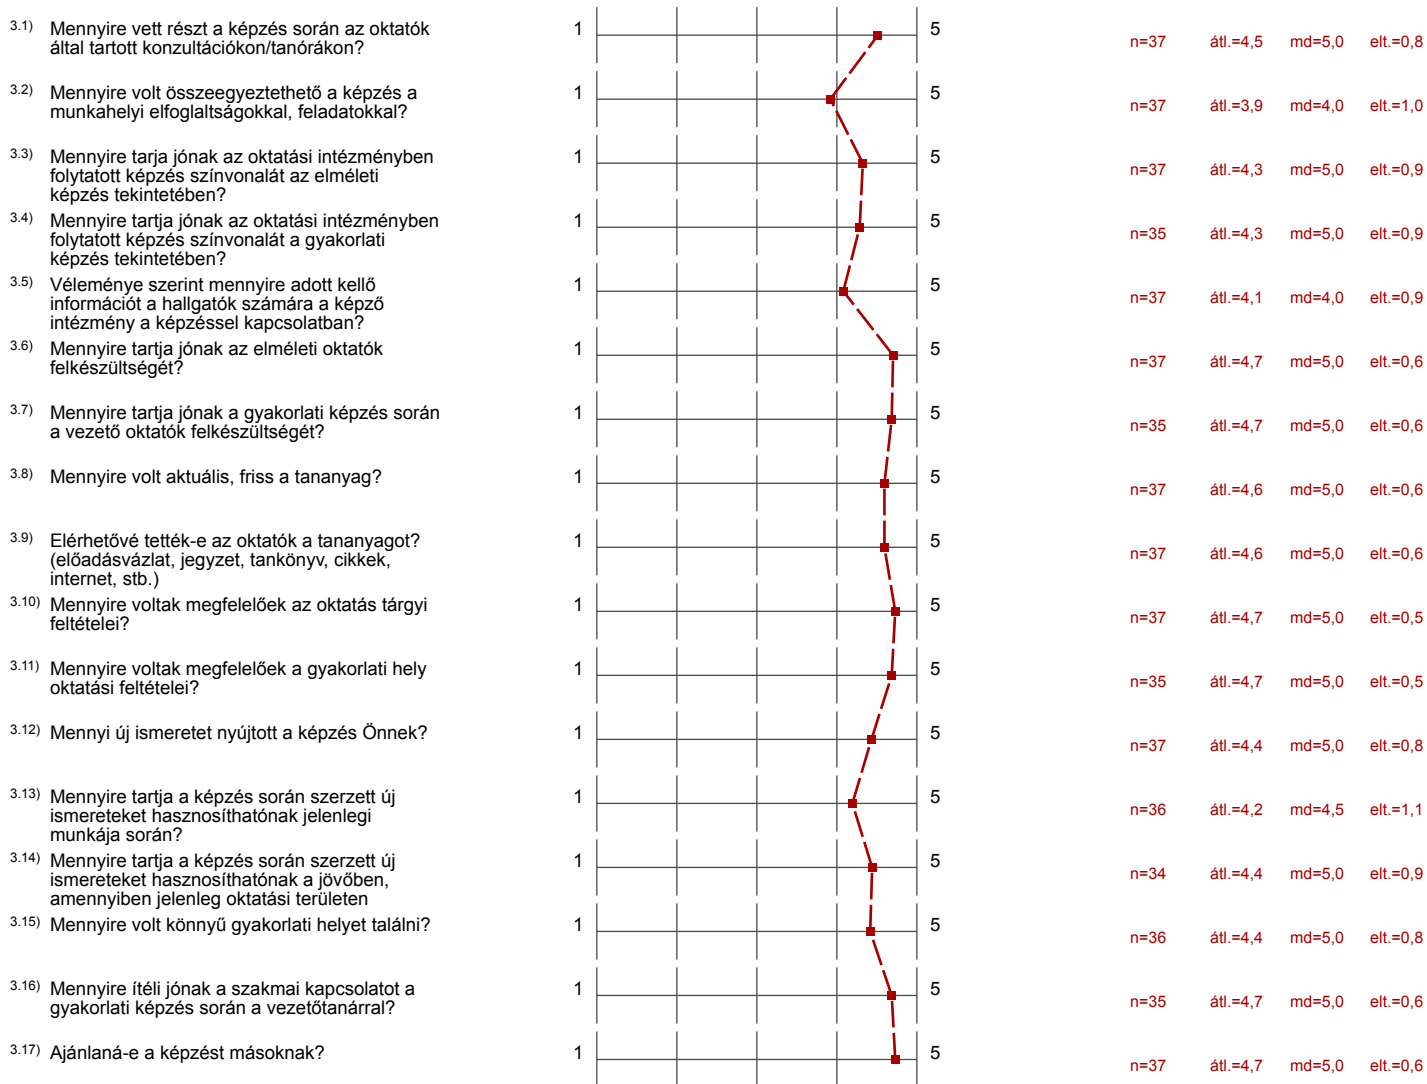 3.1) Mennyire vett részt a képzés során az oktatók
által tartott konzultációkon/tanórákon?
1 5
n=37 átl.=4,5 md=5,0 elt.=0,8
3.2) Mennyire volt összeegyeztethető a képzés a
munkahelyi elfoglaltságokkal, feladatokkal?
1 5
n=37 átl.=3,9 md=4,0 elt.=1,0
3.3) Mennyire tarja jónak az oktatási intézményben
folytatott képzés színvonalát az elméleti
képzés tekintetében?
1 5
n=37 átl.=4,3 md=5,0 elt.=0,9
3.4) Mennyire tartja jónak az oktatási intézményben
folytatott képzés színvonalát a gyakorlati
képzés tekintetében?
1 5
n=35 átl.=4,3 md=5,0 elt.=0,9
3.5) Véleménye szerint mennyire adott kellő
információt a hallgatók számára a képző
intézmény a képzéssel kapcsolatban?
1 5
n=37 átl.=4,1 md=4,0 elt.=0,9
3.6) Mennyire tartja jónak az elméleti oktatók
felkészültségét?
1 5
n=37 átl.=4,7 md=5,0 elt.=0,6
3.7) Mennyire tartja jónak a gyakorlati képzés során
a vezető oktatók felkészültségét?
1 5
n=35 átl.=4,7 md=5,0 elt.=0,6
3.8) Mennyire volt aktuális, friss a tananyag?
1 5
n=37 átl.=4,6 md=5,0 elt.=0,6
3.9) Elérhetővé tették-e az oktatók a tananyagot?
(előadásvázlat, jegyzet, tankönyv, cikkek,
internet, stb.)
1 5
n=37 átl.=4,6 md=5,0 elt.=0,6
3.10) Mennyire voltak megfelelőek az oktatás tárgyi
feltételei?
1 5
n=37 átl.=4,7 md=5,0 elt.=0,5
3.11) Mennyire voltak megfelelőek a gyakorlati hely
oktatási feltételei?
1 5
n=35 átl.=4,7 md=5,0 elt.=0,5
3.12) Mennyi új ismeretet nyújtott a képzés Önnek?
1 5
n=37 átl.=4,4 md=5,0 elt.=0,8
3.13) Mennyire tartja a képzés során szerzett új
ismereteket hasznosíthatónak jelenlegi
munkája során?
1 5
n=36 átl.=4,2 md=4,5 elt.=1,1
3.14) Mennyire tartja a képzés során szerzett új
ismereteket hasznosíthatónak a jövőben,
amennyiben jelenleg oktatási területen
1 5
n=34 átl.=4,4 md=5,0 elt.=0,9
3.15) Mennyire volt könnyű gyakorlati helyet találni?
1 5
n=36 átl.=4,4 md=5,0 elt.=0,8
3.16) Mennyire ítéli jónak a szakmai kapcsolatot a
gyakorlati képzés során a vezetőtanárral?
1 5
n=35 átl.=4,7 md=5,0 elt.=0,6
3.17) Ajánlaná-e a képzést másoknak?
1 5
n=37 átl.=4,7 md=5,0 elt.=0,6